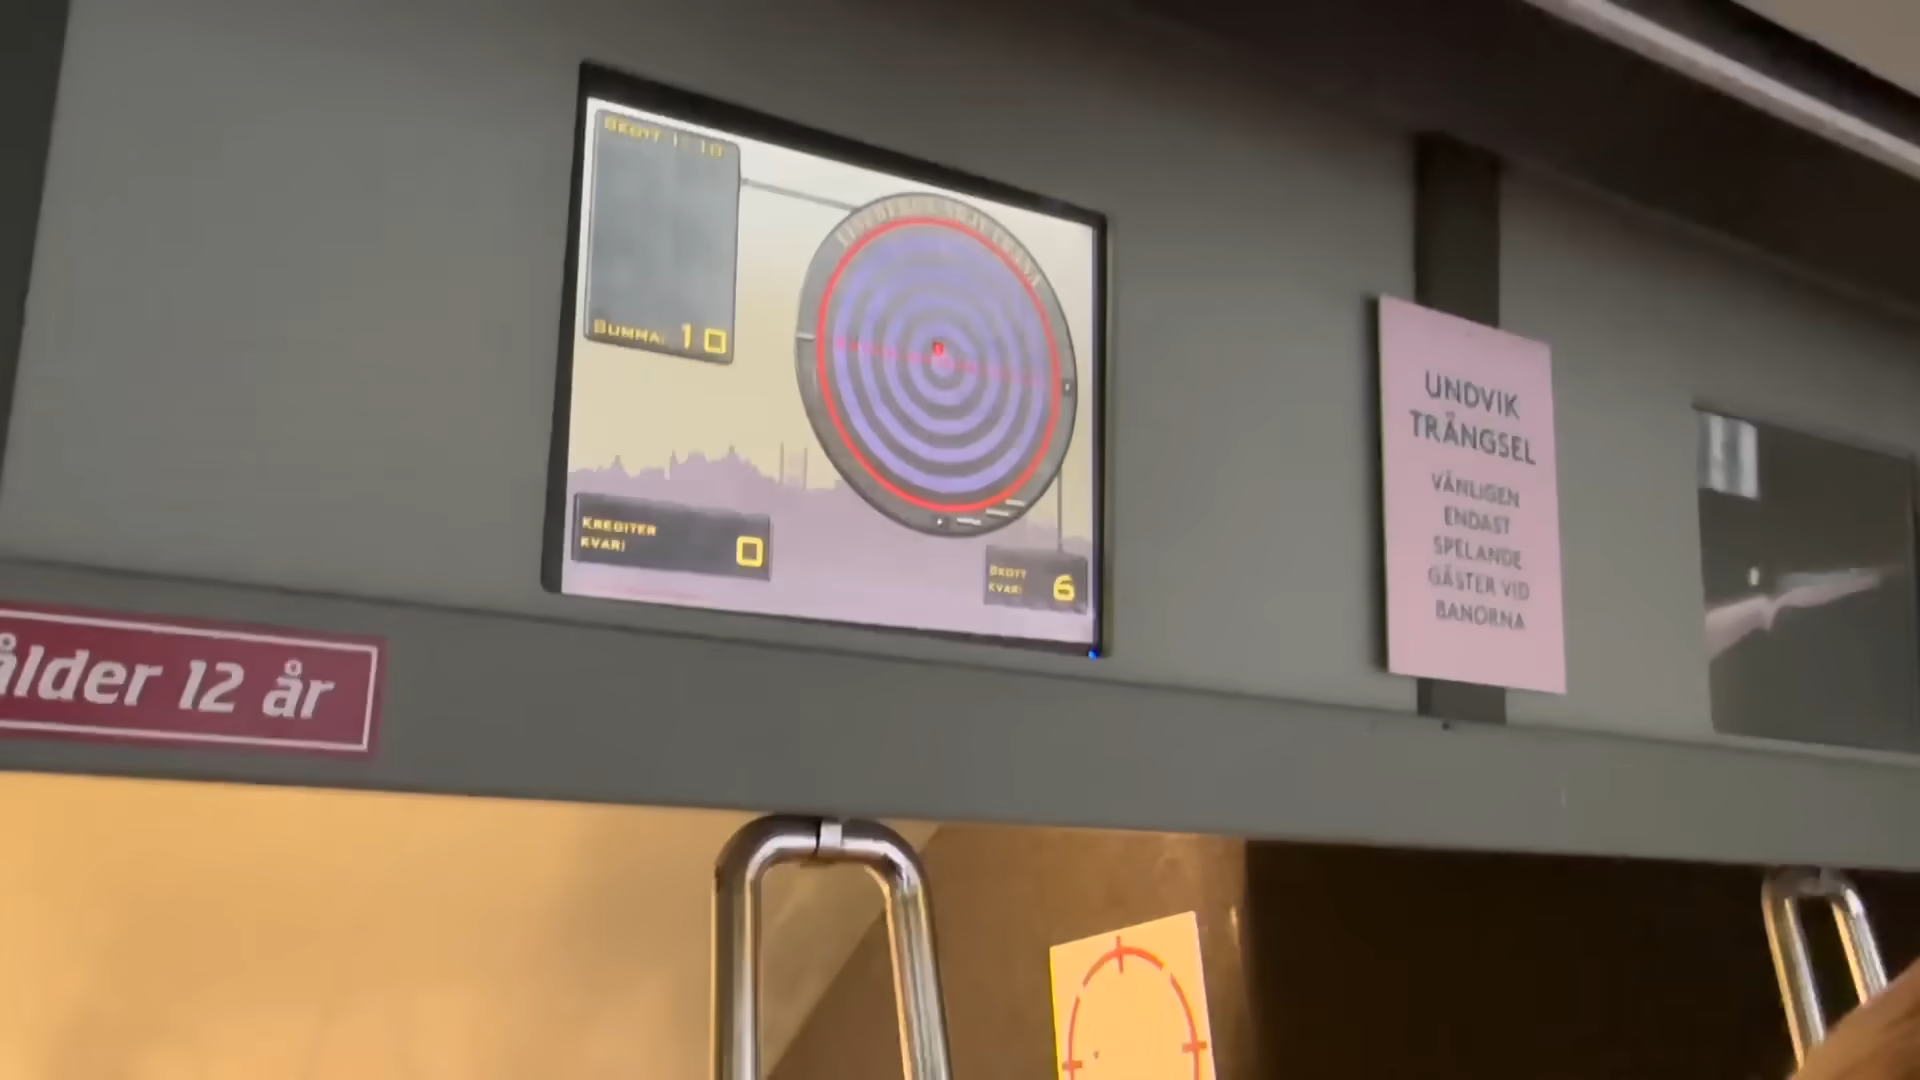 SKOTT 1: 10
SUMMA: 10
KREDITER
KVAR: 0
SKOTT
KVAR: 6
UNDVIK
TRÄNGSEL
VÄNLIGEN
ENDAST
SPELANDE
GÄSTER VID
BANORNA
ålder 12 år